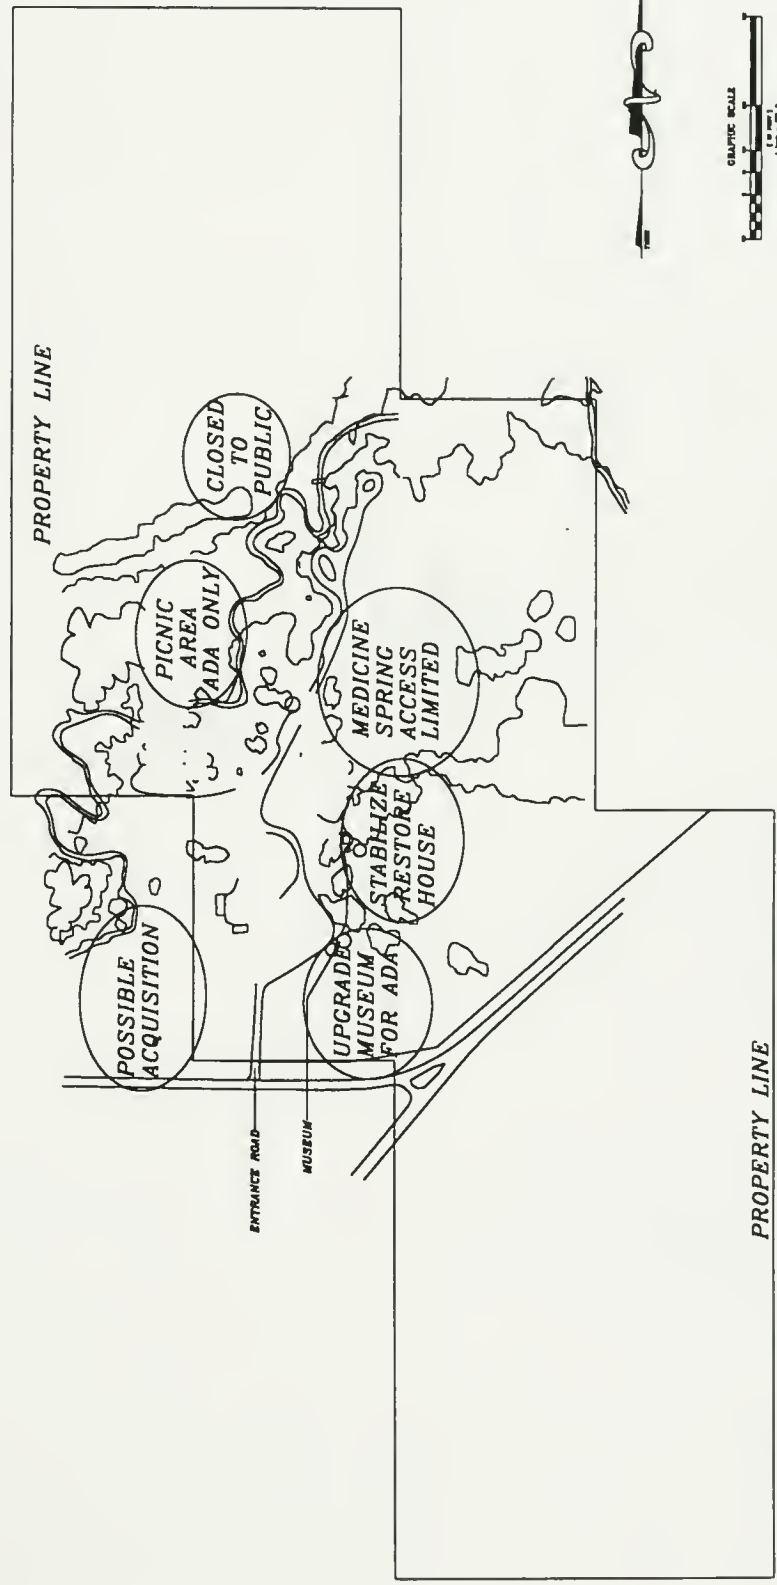 PROPERTY LINE
CLOSED
TO
PUBLIC
PICNIC
AREA
ADA ONLY
MEDICINE
SPRING
ACCESS
LIMITED
STABILIZE
RESTORE
HOUSE
POSSIBLE
ACQUISITION
UPGRADE
MUSEUM
FOR ADA
ENTRANCE ROAD
MUSEUM
PROPERTY LINE
GRAPHIC SCALE